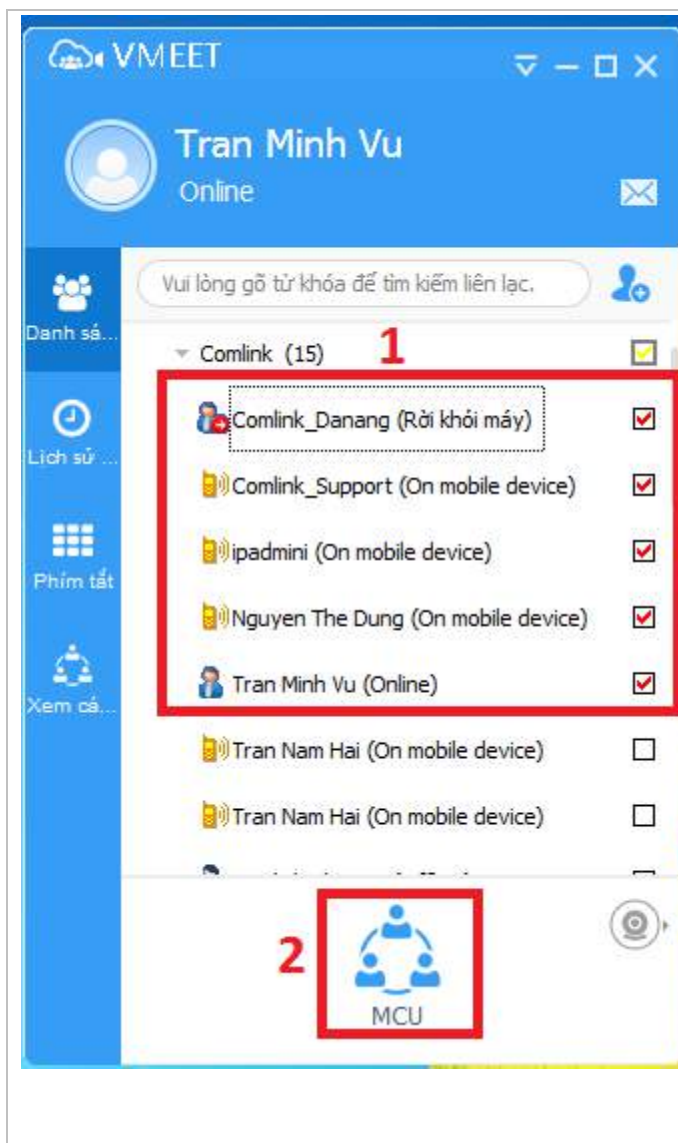 VMEET
Tran Minh Vu
Online
Vui lòng gõ từ khóa để tìm kiếm liên lạc.
Danh sá...
Comlink (15)
1
Comlink_Danang (Rời khỏi máy)
Lịch sử ...
Comlink_Support (On mobile device)
ipadmini (On mobile device)
Phím tắt
Nguyen The Dung (On mobile device)
Tran Minh Vu (Online)
Xem cá...
Tran Nam Hai (On mobile device)
Tran Nam Hai (On mobile device)
2
MCU